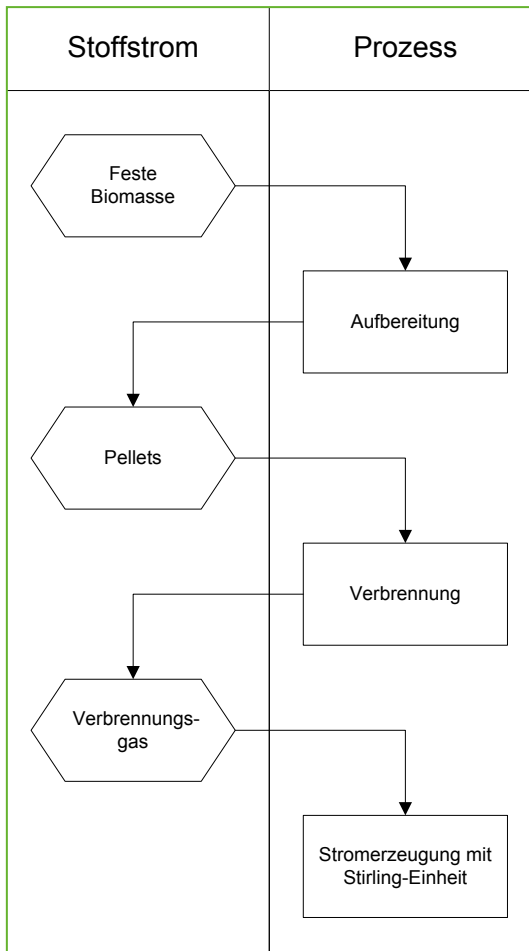 Stoffstrom
Prozess
Feste
Biomasse
Aufbereitung
Pellets
Verbrennung
Verbrennungs-
gas
Stromerzeugung mit
Stirling-Einheit